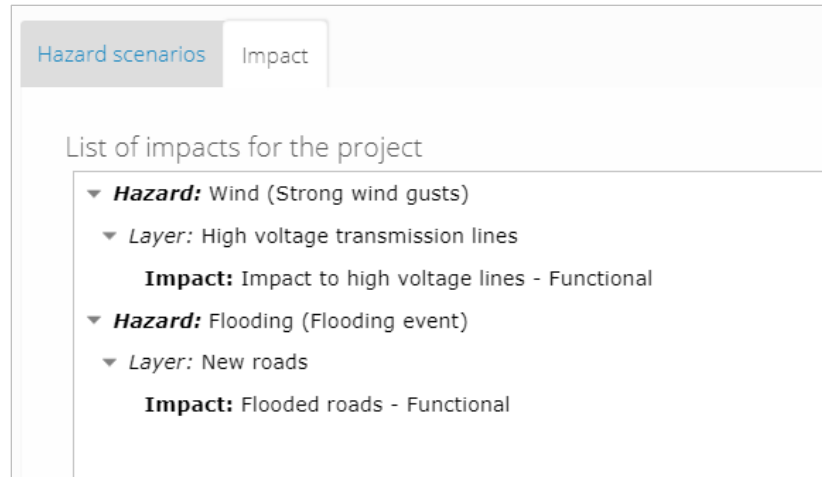 Hazard scenarios Impact
List of impacts for the project
Hazard: Wind (Strong wind gusts)
Layer: High voltage transmission lines
Impact: Impact to high voltage lines - Functional
Hazard: Flooding (Flooding event)
Layer: New roads
Impact: Flooded roads - Functional